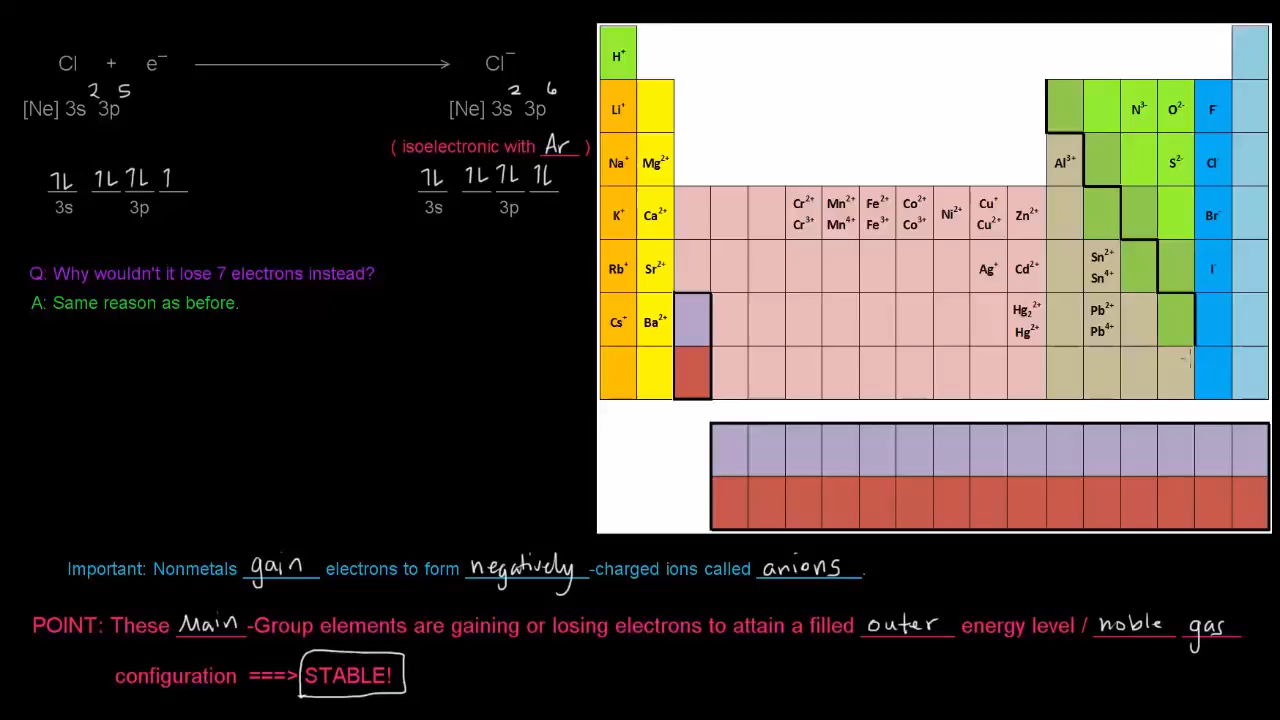 Cl + e⁻ ⟶ Cl⁻
[Ne] 3s² 3p⁵ [Ne] 3s² 3p⁶
( isoelectronic with Ar )
↿⇂ ↿⇂ ↿⇂ ↿ ↿⇂ ↿⇂ ↿⇂ ↿⇂
3s 3p 3s 3p
Q: Why wouldn't it lose 7 electrons instead?
A: Same reason as before.
H⁺
Li⁺ N³⁻ O²⁻ F⁻
Na⁺ Mg²⁺ Al³⁺ S²⁻ Cl⁻
K⁺ Ca²⁺ Cr²⁺ Mn²⁺ Fe²⁺ Co²⁺ Ni²⁺ Cu⁺ Zn²⁺ Br⁻
Cr³⁺ Mn⁴⁺ Fe³⁺ Co³⁺ Cu²⁺
Rb⁺ Sr²⁺ Ag⁺ Cd²⁺ Sn²⁺ I⁻
Sn⁴⁺
Cs⁺ Ba²⁺ Hg₂²⁺ Pb²⁺
Hg²⁺ Pb⁴⁺
Important: Nonmetals gain electrons to form negatively-charged ions called anions.
POINT: These Main-Group elements are gaining or losing electrons to attain a filled outer energy level / noble gas
configuration ===> STABLE!